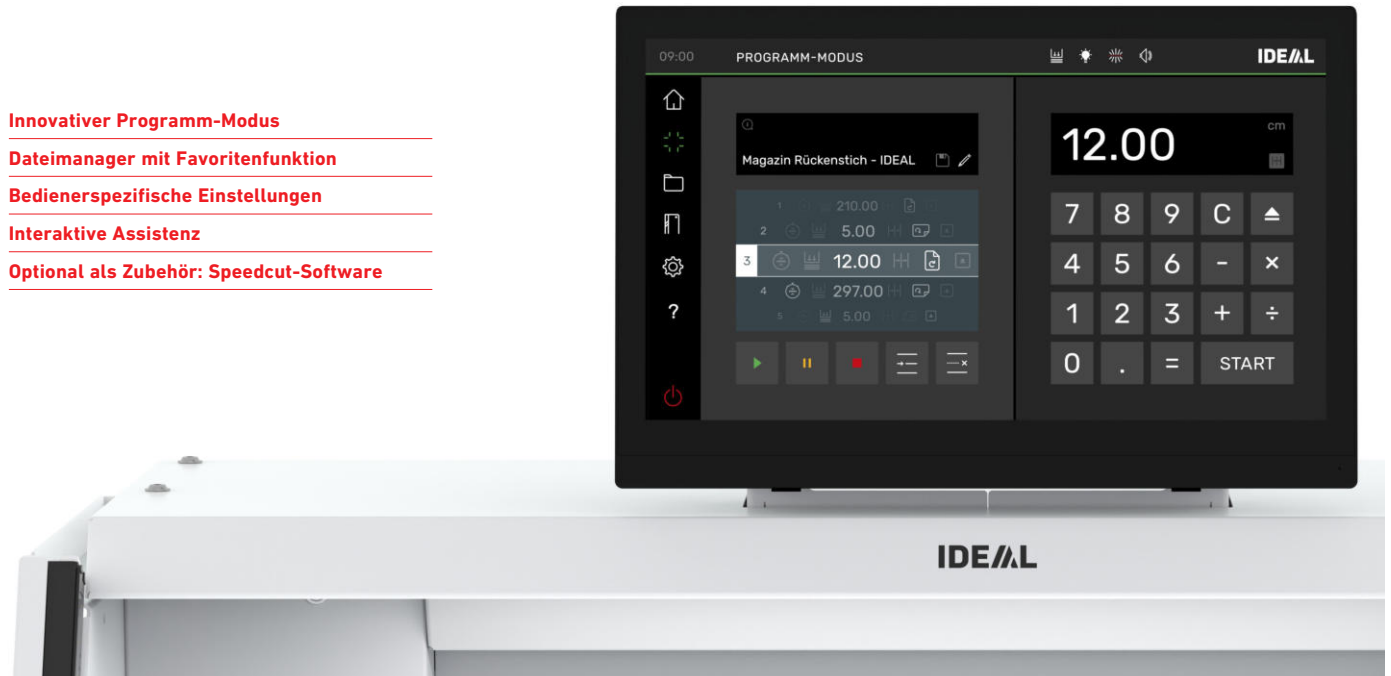 Innovativer Programm-Modus
Dateimanager mit Favoritenfunktion
Bedienerspezifische Einstellungen
Interaktive Assistenz
Optional als Zubehör: Speedcut-Software
09:00 PROGRAMM-MODUS IDEAL
Magazin Rückenstich - IDEAL
1 210.00
2 5.00
3 12.00
4 297.00
5 5.00
12.00 cm
7 8 9 C
4 5 6 - ×
1 2 3 + ÷
0 . = START
?
IDEAL